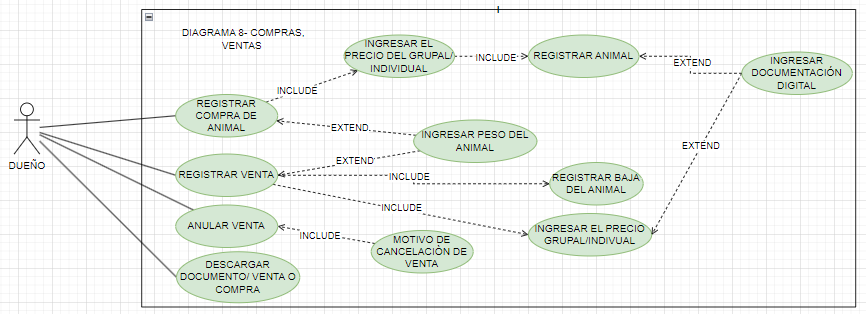 DIAGRAMA 8- COMPRAS,
VENTAS
INGRESAR EL
PRECIO DEL GRUPAL/
INDIVIDUAL
INCLUDE
REGISTRAR ANIMAL
EXTEND
INGRESAR
DOCUMENTACIÓN
DIGITAL
INCLUDE
REGISTRAR
COMPRA DE
ANIMAL
EXTEND
INGRESAR PESO DEL
ANIMAL
DUEÑO
EXTEND
EXTEND
REGISTRAR VENTA
INCLUDE
REGISTRAR BAJA
DEL ANIMAL
INCLUDE
ANULAR VENTA
INCLUDE
MOTIVO DE
CANCELACIÓN DE
VENTA
INGRESAR EL PRECIO
GRUPAL/INDIVUAL
DESCARGAR
DOCUMENTO/ VENTA O
COMPRA